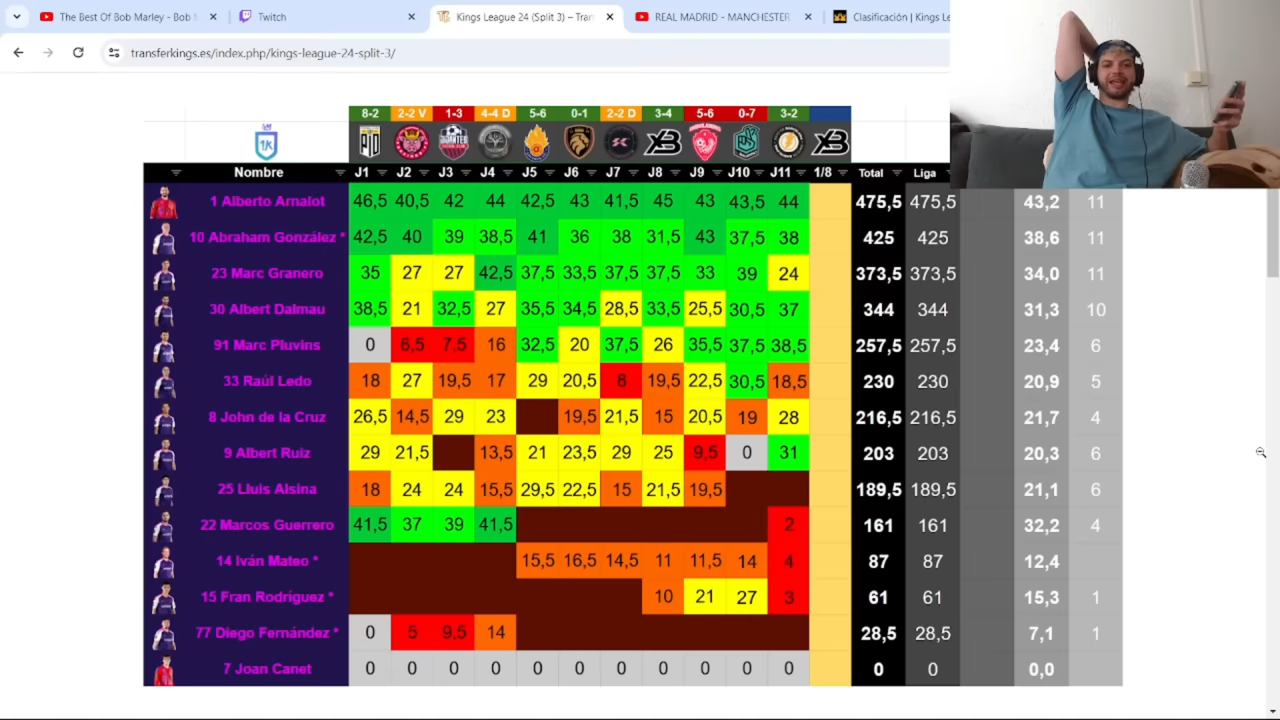 The Best Of Bob Marley - Bob
Twitch
Kings League 24 (Split 3) – Tran
REAL MADRID - MANCHESTER
Clasificación | Kings Le
transferkings.es/index.php/kings-league-24-split-3/
8-2 2-2 V 1-3 4-4 D 5-6 0-1 2-2 D 3-4 5-6 0-7 3-2
1K PIO XB XB
Nombre J1 J2 J3 J4 J5 J6 J7 J8 J9 J10 J11 1/8 Total Liga
1 Alberto Arnalot 46,5 40,5 42 44 42,5 43 41,5 45 43 43,5 44 475,5 475,5 43,2 11
10 Abraham González * 42,5 40 39 38,5 41 36 38 31,5 43 37,5 38 425 425 38,6 11
23 Marc Granero 35 27 27 42,5 37,5 33,5 37,5 37,5 33 39 24 373,5 373,5 34,0 11
30 Albert Dalmau 38,5 21 32,5 27 35,5 34,5 28,5 33,5 25,5 30,5 37 344 344 31,3 10
91 Marc Pluvins 0 6,5 7,5 16 32,5 20 37,5 26 35,5 37,5 38,5 257,5 257,5 23,4 6
33 Raúl Ledo 18 27 19,5 17 29 20,5 8 19,5 22,5 30,5 18,5 230 230 20,9 5
8 John de la Cruz 26,5 14,5 29 23 19,5 21,5 15 20,5 19 28 216,5 216,5 21,7 4
9 Albert Ruiz 29 21,5 13,5 21 23,5 29 25 9,5 0 31 203 203 20,3 6
25 Lluis Alsina 18 24 24 15,5 29,5 22,5 15 21,5 19,5 189,5 189,5 21,1 6
22 Marcos Guerrero 41,5 37 39 41,5 2 161 161 32,2 4
14 Iván Mateo * 15,5 16,5 14,5 11 11,5 14 4 87 87 12,4
15 Fran Rodríguez * 10 21 27 3 61 61 15,3 1
77 Diego Fernández * 0 5 9,5 14 28,5 28,5 7,1 1
7 Joan Canet 0 0 0 0 0 0 0 0 0 0 0 0 0 0,0